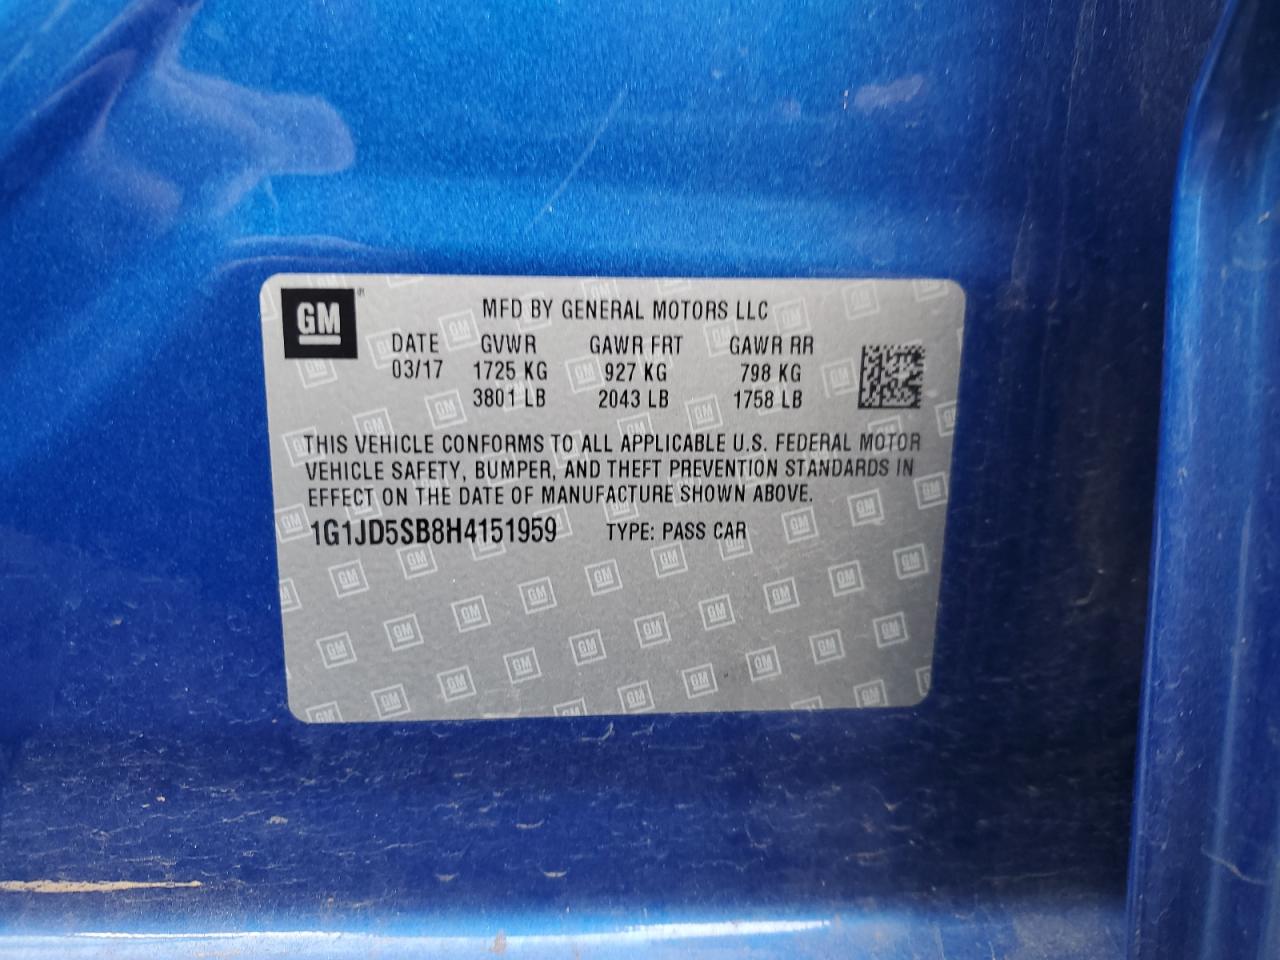 GM
MFD BY GENERAL MOTORS LLC
DATE GVWR GAWR FRT GAWR RR
03/17 1725 KG 927 KG 798 KG
3801 LB 2043 LB 1758 LB
THIS VEHICLE CONFORMS TO ALL APPLICABLE U.S. FEDERAL MOTOR
VEHICLE SAFETY, BUMPER, AND THEFT PREVENTION STANDARDS IN
EFFECT ON THE DATE OF MANUFACTURE SHOWN ABOVE.
1G1JD5SB8H4151959 TYPE: PASS CAR